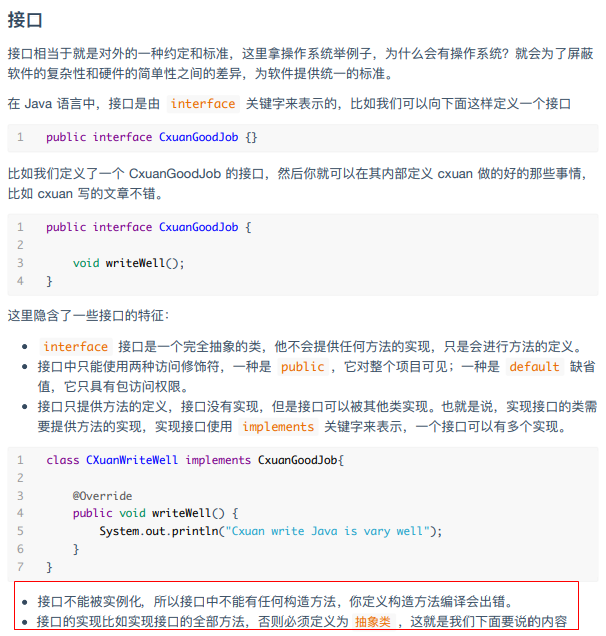 接口
接口相当于就是对外的一种约定和标准，这里拿操作系统举例子，为什么会有操作系统？就会为了屏蔽
软件的复杂性和硬件的简单性之间的差异，为软件提供统一的标准。
在 Java 语言中，接口是由 interface 关键字来表示的，比如我们可以向下面这样定义一个接口
1 public interface CxuanGoodJob {}
比如我们定义了一个 CxuanGoodJob 的接口，然后你就可以在其内部定义 cxuan 做的好的那些事情，
比如 cxuan 写的文章不错。
1 public interface CxuanGoodJob {
2
3 void writeWell();
4 }
这里隐含了一些接口的特征：
• interface 接口是一个完全抽象的类，他不会提供任何方法的实现，只是会进行方法的定义。
• 接口中只能使用两种访问修饰符，一种是 public ，它对整个项目可见；一种是 default 缺省
值，它只具有包访问权限。
• 接口只提供方法的定义，接口没有实现，但是接口可以被其他类实现。也就是说，实现接口的类需
要提供方法的实现，实现接口使用 implements 关键字来表示，一个接口可以有多个实现。
1 class CXuanWriteWell implements CxuanGoodJob{
2
3 @Override
4 public void writeWell() {
5 System.out.println("Cxuan write Java is vary well");
6 }
7 }
• 接口不能被实例化，所以接口中不能有任何构造方法，你定义构造方法编译会出错。
• 接口的实现比如实现接口的全部方法，否则必须定义为 抽象类 ，这就是我们下面要说的内容